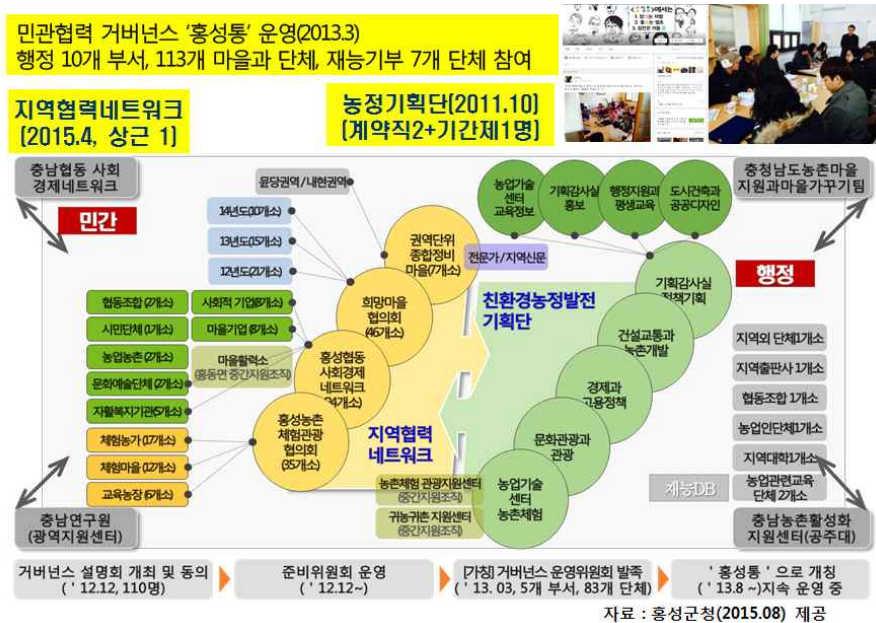 민관협력 거버넌스 '홍성통' 운영(2013.3)
행정 10개 부서, 113개 마을과 단체, 재능기부 7개 단체 참여
지역협력네트워크
(2015.4, 상근 1)
농정기획단(2011.10)
(계약직2+기간제1명)
충남협동 사회
경제네트워크
충청남도농촌마을
지원과마을가꾸기팀
민간
행정
윤당권역 / 내현권역
14년도(10개소)
13년도(15개소)
12년도(21개소)
협동조합 (2개소)
사회적 기업(8개소)
시민단체 (1개소)
마을기업 (8개소)
농업농촌 (2개소)
마을활력소
(홍동면 중간지원조직)
문화예술단체 (2개소)
자활복지기관(5개소)
체험농가 (17개소)
체험마을 (12개소)
교육농장 (6개소)
권역단위
종합정비
마을(7개소)
희망마을
협의회
(46개소)
홍성협동
사회경제
네트워크
(24개소)
홍성농촌
체험관광
협의회
(35개소)
지역협력
네트워크
농업기술
센터
교육정보
기획감사실
홍보
행정지원과
평생교육
도시건축과
공공디자인
전문가 / 지역신문
친환경농정발전
기획단
기획감사실
정책기획
건설교통과
농촌개발
경제과
고용정책
문화관광과
관광
농업기술
센터
농촌체험
농촌체험 관광지원센터
(중간지원조직)
귀농귀촌 지원센터
(중간지원조직)
지역외 단체1개소
지역출판사 1개소
협동조합 1개소
농업인단체1개소
지역대학1개소
농업관련교육
단체 2개소
재능DB
충남연구원
(광역지원센터)
충남농촌활성화
지원센터(공주대)
거버넌스 설명회 개최 및 동의
( ' 12.12, 110명)
준비위원회 운영
( ' 12.12~)
[가칭] 거버넌스 운영위원회 발족
( ' 13. 03, 5개 부서, 83개 단체)
' 홍성통 ' 으로 개칭
( ' 13.8 ~)지속 운영 중
자료 : 홍성군청(2015.08) 제공